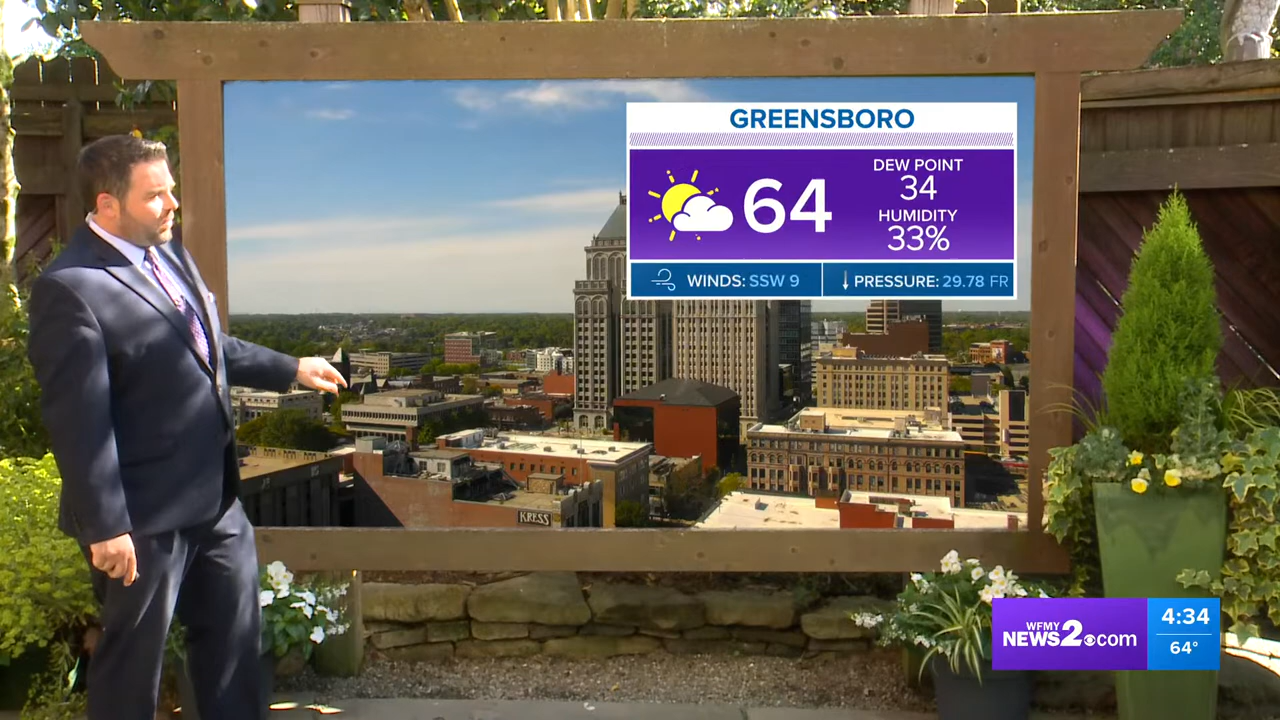 GREENSBORO
64
DEW POINT
34
HUMIDITY
33%
WINDS: SSW 9
PRESSURE: 29.78 FR
KRESS
WFMY
NEWS2 com
4:34
64°